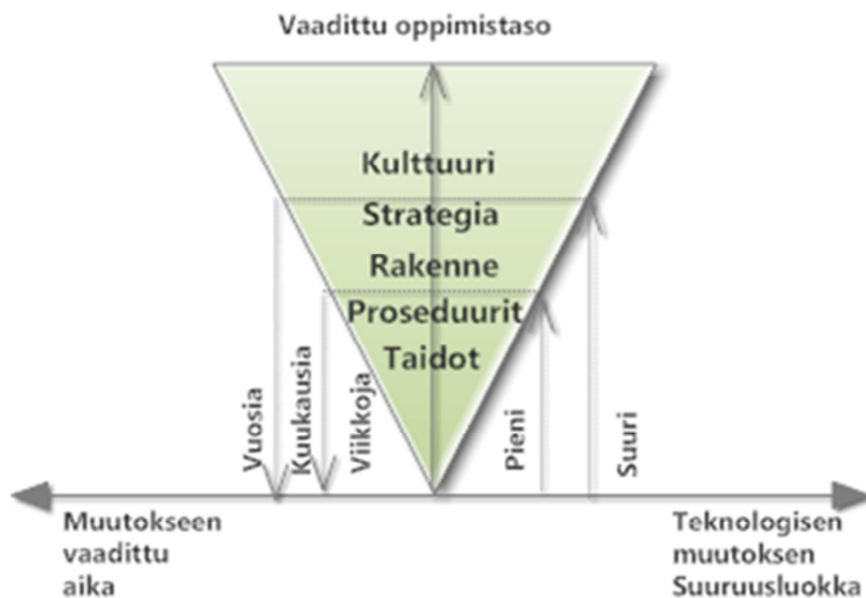 Vaadittu oppimistaso
Kulttuuri
Strategia
Rakenne
Proseduurit
Taidot
Vuosia
Kuukausia
Viikkoja
Pieni
Suuri
Muutokseen
vaadittu
aika
Teknologisen
muutoksen
Suuruusluokka